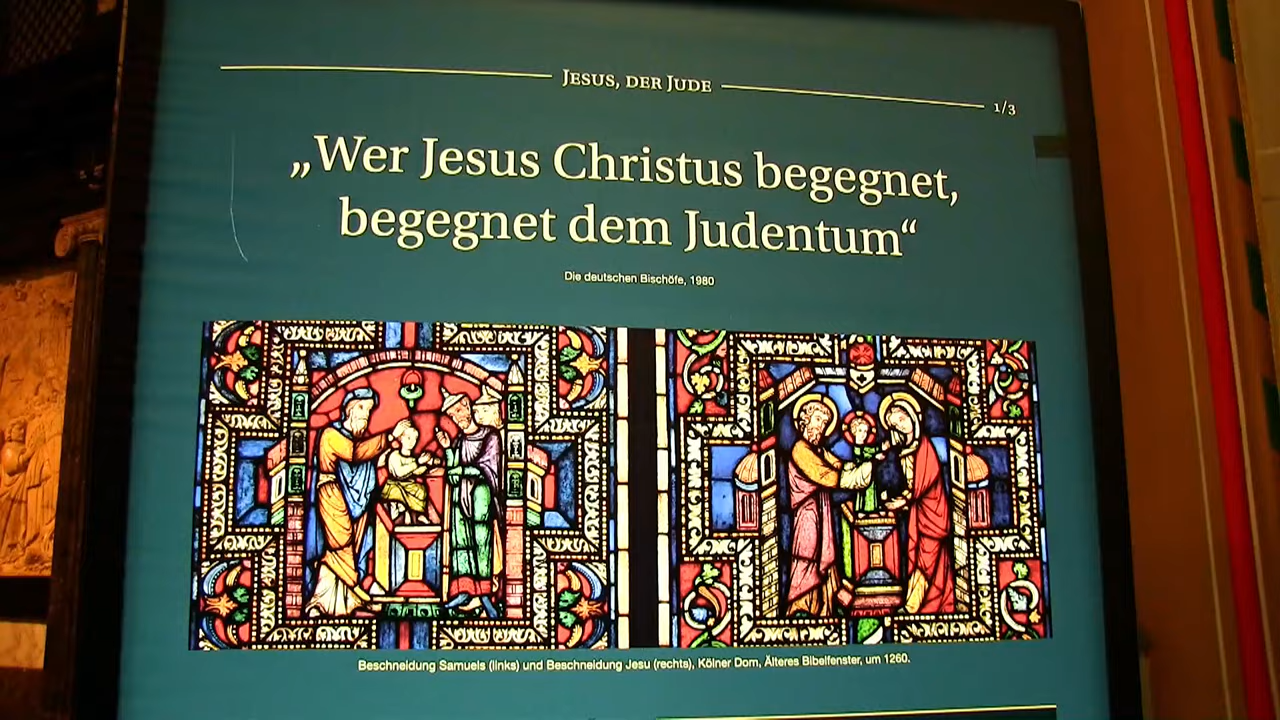 JESUS, DER JUDE
1/3
„Wer Jesus Christus begegnet,
begegnet dem Judentum“
Die deutschen Bischöfe, 1980
Beschneidung Samuels (links) und Beschneidung Jesu (rechts), Kölner Dom, Älteres Bibelfenster, um 1260.